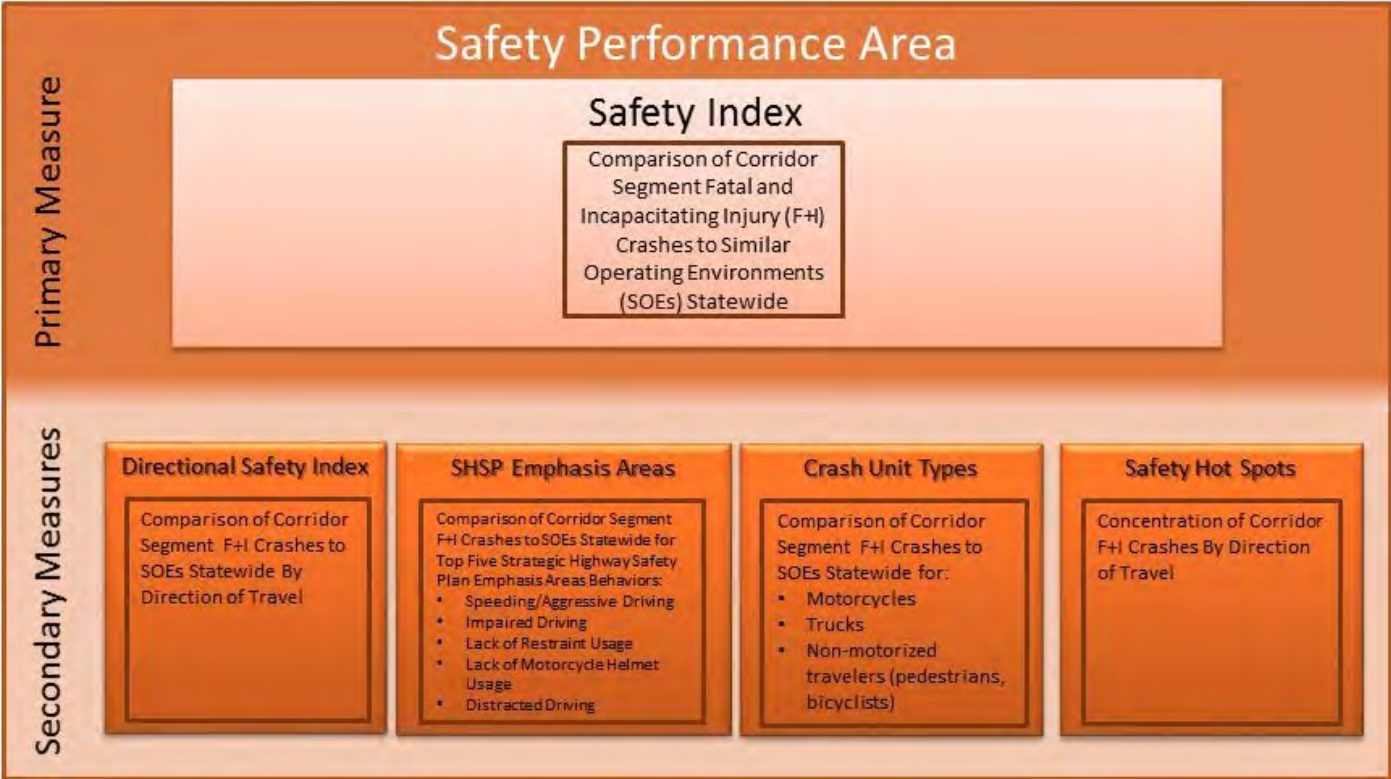 Safety Performance Area
Primary Measure
Safety Index
Comparison of Corridor
Segment Fatal and
Incapacitating Injury (F+I)
Crashes to Similar
Operating Environments
(SOEs) Statewide
Secondary Measures
Directional Safety Index
Comparison of Corridor
Segment F+I Crashes to
SOEs Statewide By
Direction of Travel
SHSP Emphasis Areas
Comparison of Corridor Segment
F+I Crashes to SOEs Statewide for
Top Five Strategic Highway Safety
Plan Emphasis Areas Behaviors:
• Speeding/Aggressive Driving
• Impaired Driving
• Lack of Restraint Usage
• Lack of Motorcycle Helmet
Usage
• Distracted Driving
Crash Unit Types
Comparison of Corridor
Segment F+I Crashes to
SOEs Statewide for:
• Motorcycles
• Trucks
• Non-motorized
travelers (pedestrians,
bicyclists)
Safety Hot Spots
Concentration of Corridor
F+I Crashes By Direction
of Travel